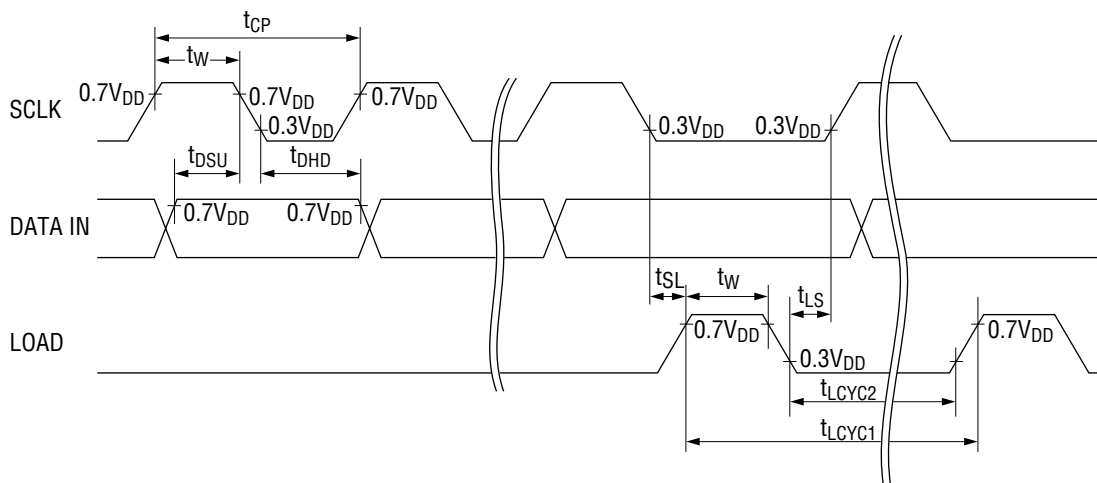 tCP
tW
SCLK
0.7VDD
0.7VDD
0.7VDD
0.3VDD
0.3VDD
0.3VDD
tDSU
tDHD
DATA IN
0.7VDD
0.7VDD
tSL
tW
tLS
LOAD
0.7VDD
0.7VDD
0.3VDD
tLCYC2
tLCYC1